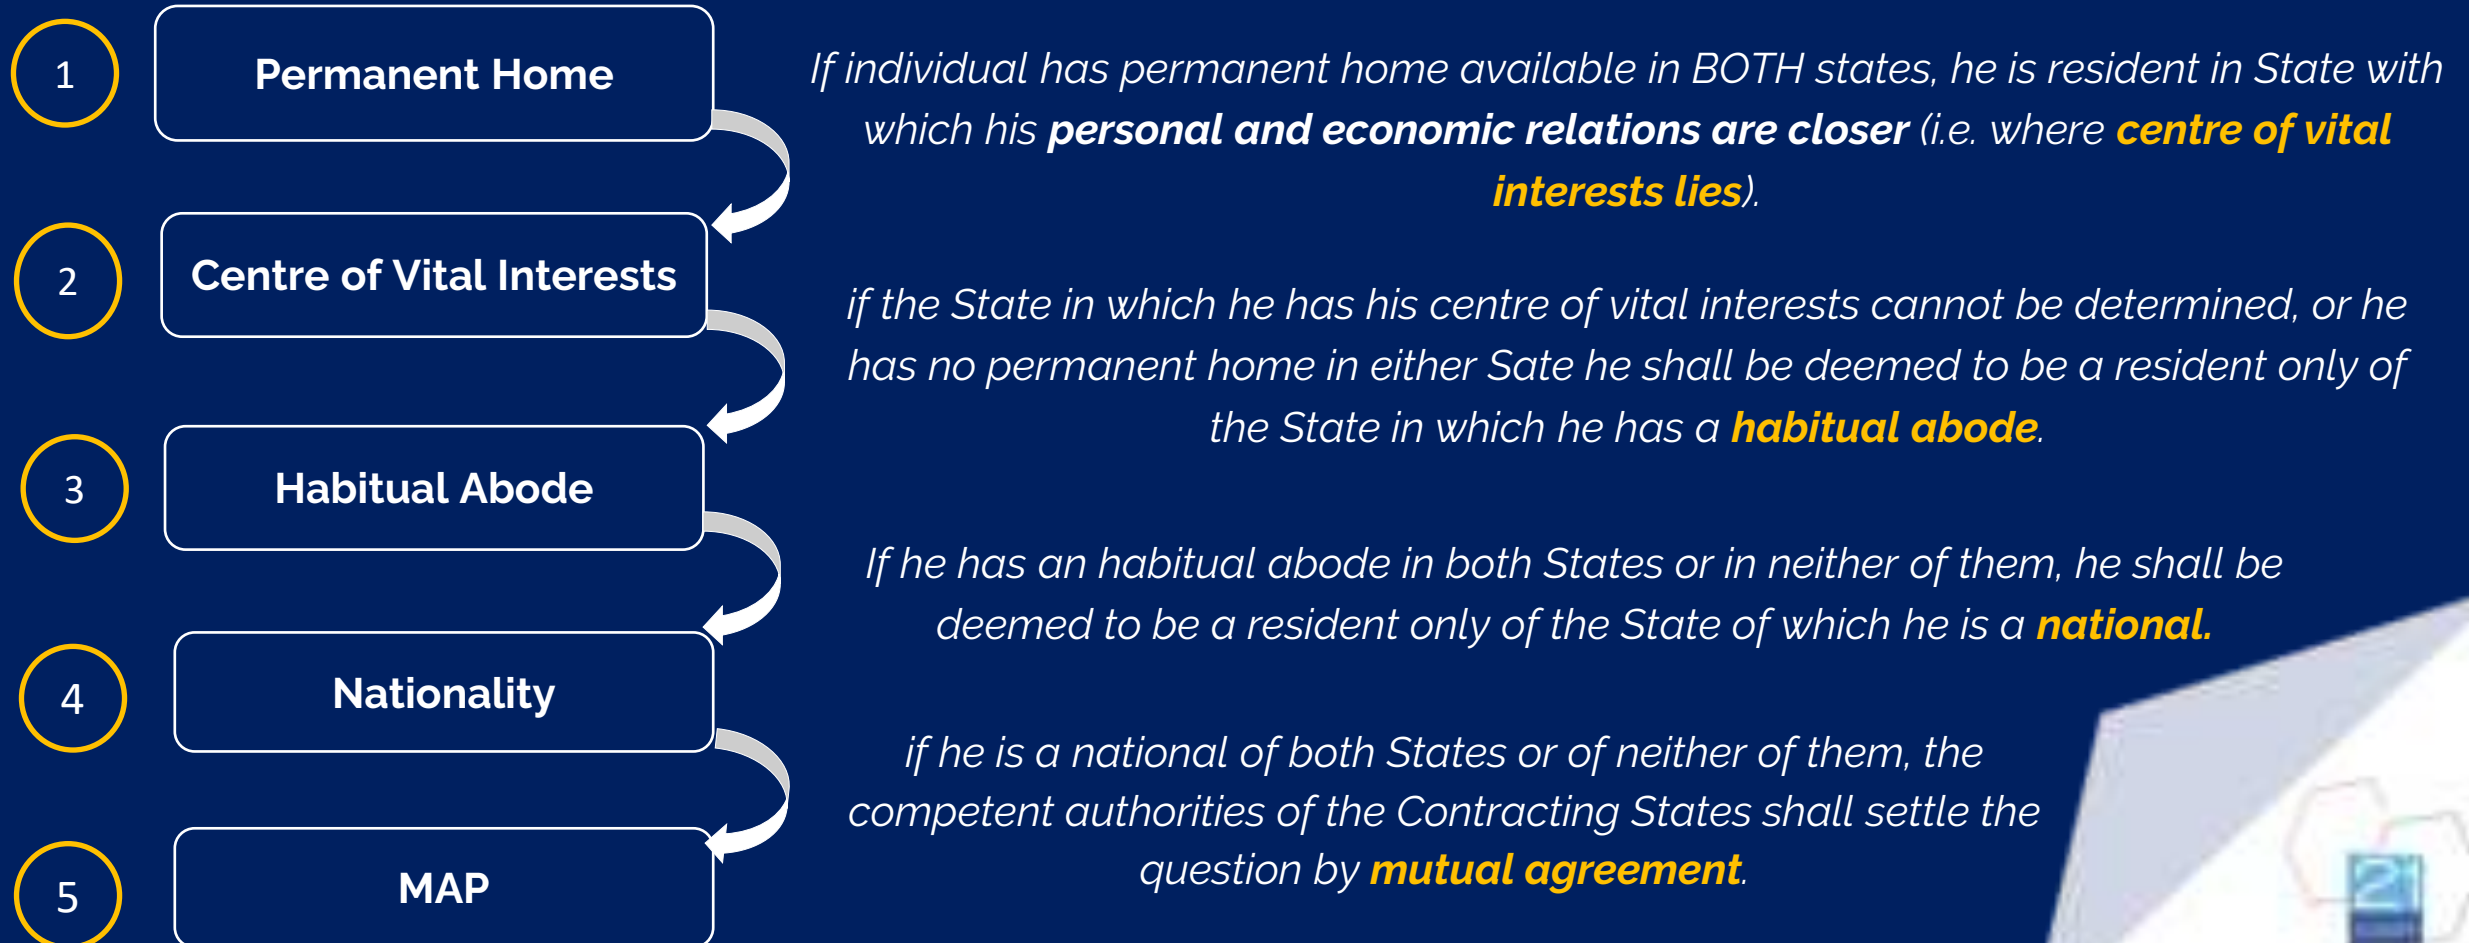 1
Permanent Home
If individual has permanent home available in BOTH states, he is resident in State with
which his personal and economic relations are closer (i.e. where centre of vital
interests lies).
2
Centre of Vital Interests
if the State in which he has his centre of vital interests cannot be determined, or he
has no permanent home in either Sate he shall be deemed to be a resident only of
the State in which he has a habitual abode.
3
Habitual Abode
If he has an habitual abode in both States or in neither of them, he shall be
deemed to be a resident only of the State of which he is a national.
4
Nationality
if he is a national of both States or of neither of them, the
competent authorities of the Contracting States shall settle the
question by mutual agreement.
5
MAP